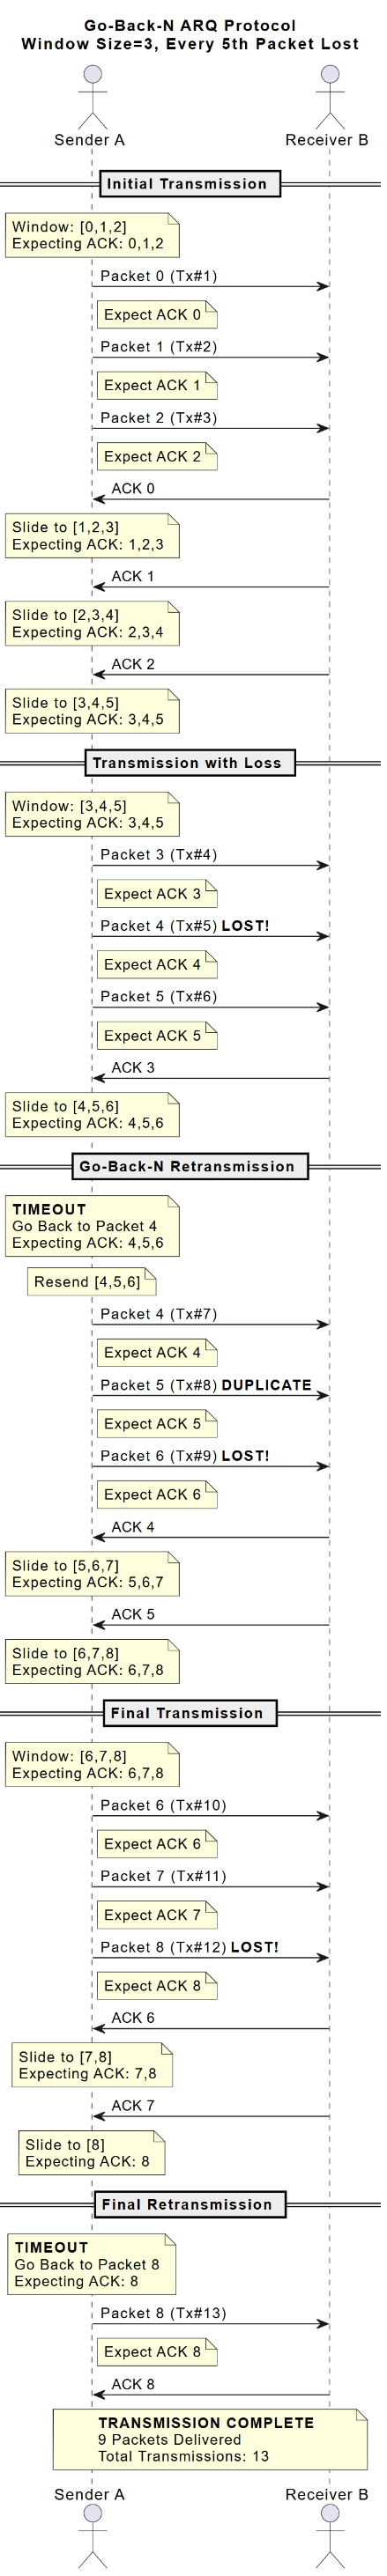 Go-Back-N ARQ Protocol
Window Size=3, Every 5th Packet Lost
Sender A
Receiver B
Initial Transmission
Window: [0,1,2]
Expecting ACK: 0,1,2
Packet 0 (Tx#1)
Expect ACK 0
Packet 1 (Tx#2)
Expect ACK 1
Packet 2 (Tx#3)
Expect ACK 2
ACK 0
Slide to [1,2,3]
Expecting ACK: 1,2,3
ACK 1
Slide to [2,3,4]
Expecting ACK: 2,3,4
ACK 2
Slide to [3,4,5]
Expecting ACK: 3,4,5
Transmission with Loss
Window: [3,4,5]
Expecting ACK: 3,4,5
Packet 3 (Tx#4)
Expect ACK 3
Packet 4 (Tx#5) LOST!
Expect ACK 4
Packet 5 (Tx#6)
Expect ACK 5
ACK 3
Slide to [4,5,6]
Expecting ACK: 4,5,6
Go-Back-N Retransmission
TIMEOUT
Go Back to Packet 4
Expecting ACK: 4,5,6
Resend [4,5,6]
Packet 4 (Tx#7)
Expect ACK 4
Packet 5 (Tx#8) DUPLICATE
Expect ACK 5
Packet 6 (Tx#9) LOST!
Expect ACK 6
ACK 4
Slide to [5,6,7]
Expecting ACK: 5,6,7
ACK 5
Slide to [6,7,8]
Expecting ACK: 6,7,8
Final Transmission
Window: [6,7,8]
Expecting ACK: 6,7,8
Packet 6 (Tx#10)
Expect ACK 6
Packet 7 (Tx#11)
Expect ACK 7
Packet 8 (Tx#12) LOST!
Expect ACK 8
ACK 6
Slide to [7,8]
Expecting ACK: 7,8
ACK 7
Slide to [8]
Expecting ACK: 8
Final Retransmission
TIMEOUT
Go Back to Packet 8
Expecting ACK: 8
Packet 8 (Tx#13)
Expect ACK 8
ACK 8
TRANSMISSION COMPLETE
9 Packets Delivered
Total Transmissions: 13
Sender A
Receiver B